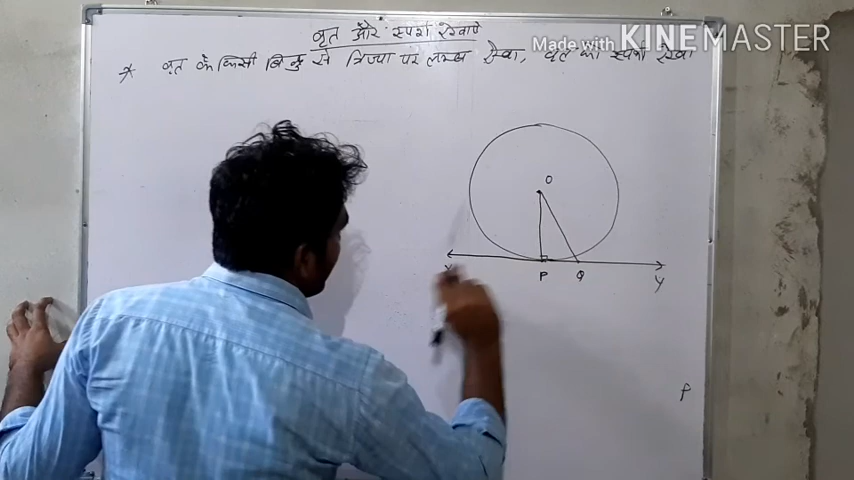 वृत और स्पर्श रेखाएं
Made with KINEMASTER
* वृत के किसी बिन्दु से त्रिज्या पर लम्ब रेखा, वृत का स्पर्श रेखा
O
X
P Q
Y
P